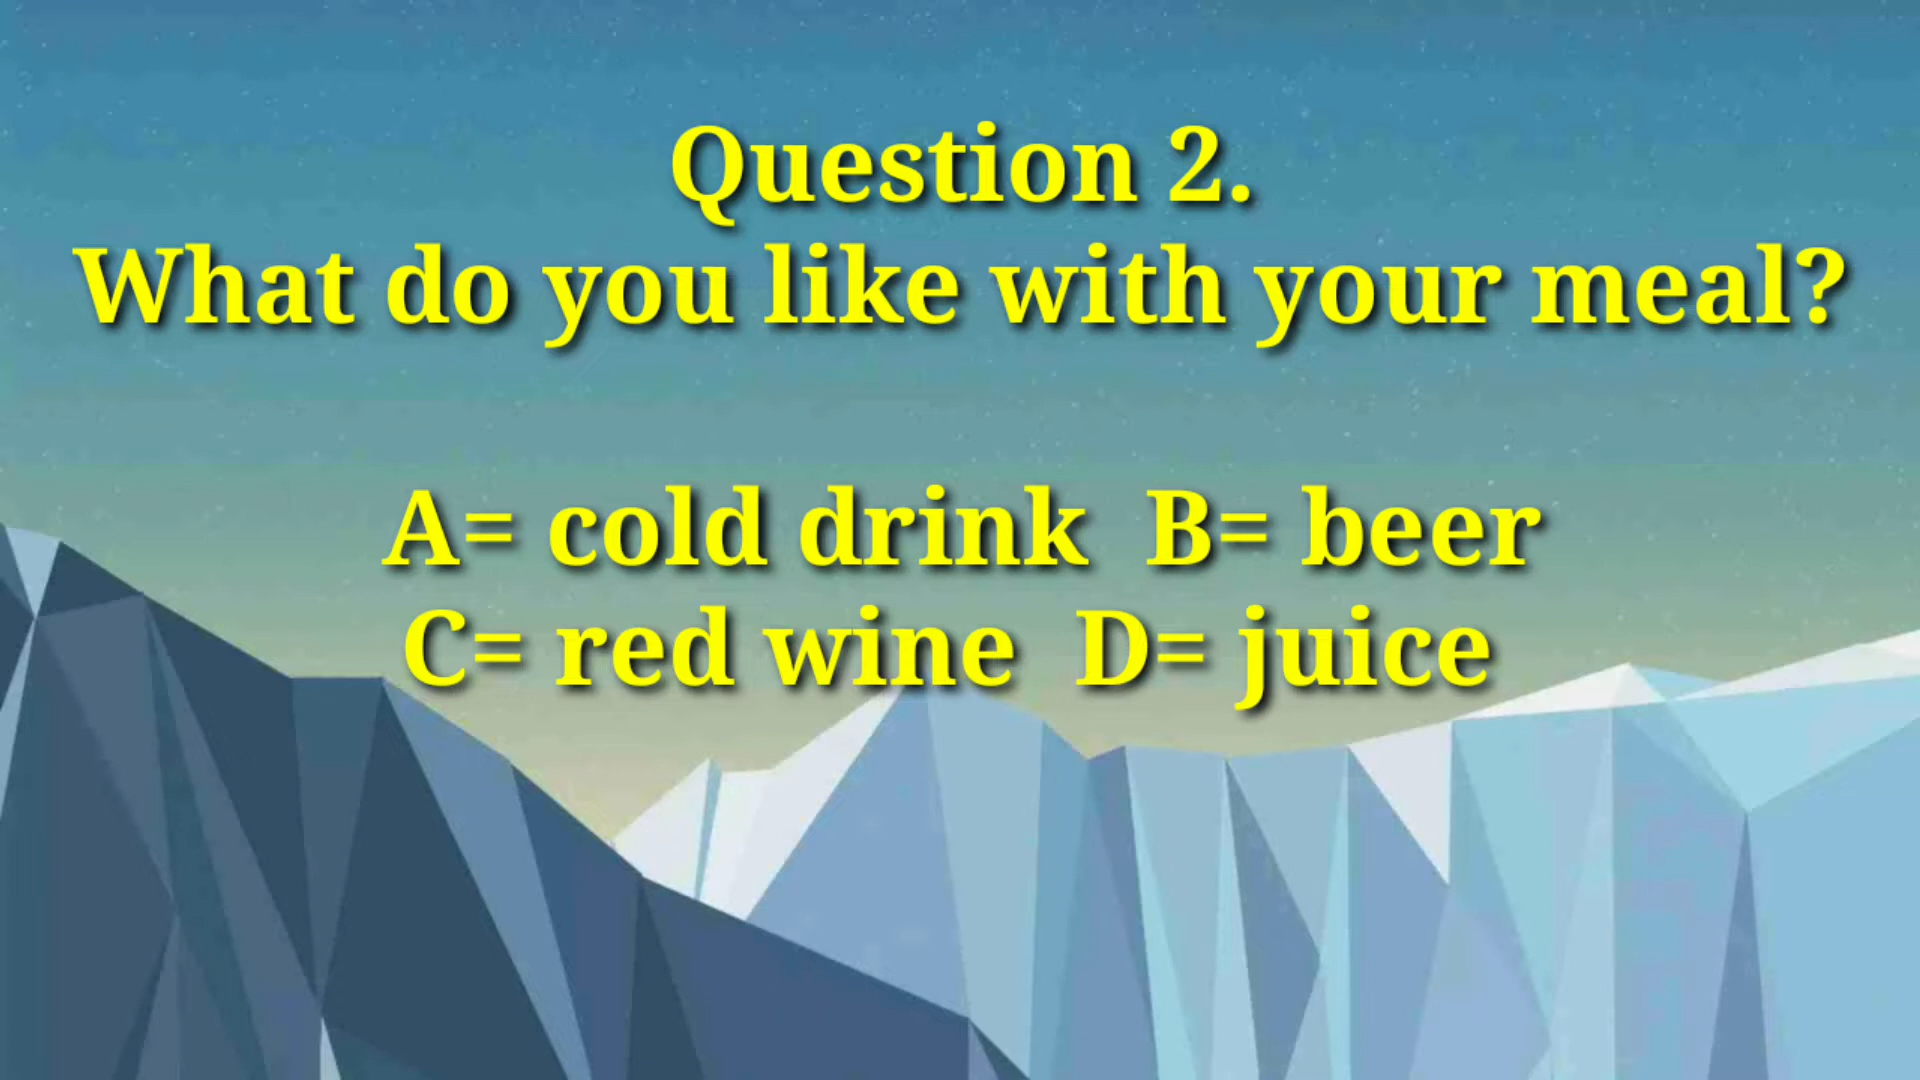 Question 2.
What do you like with your meal?
A= cold drink  B= beer
C= red wine  D= juice